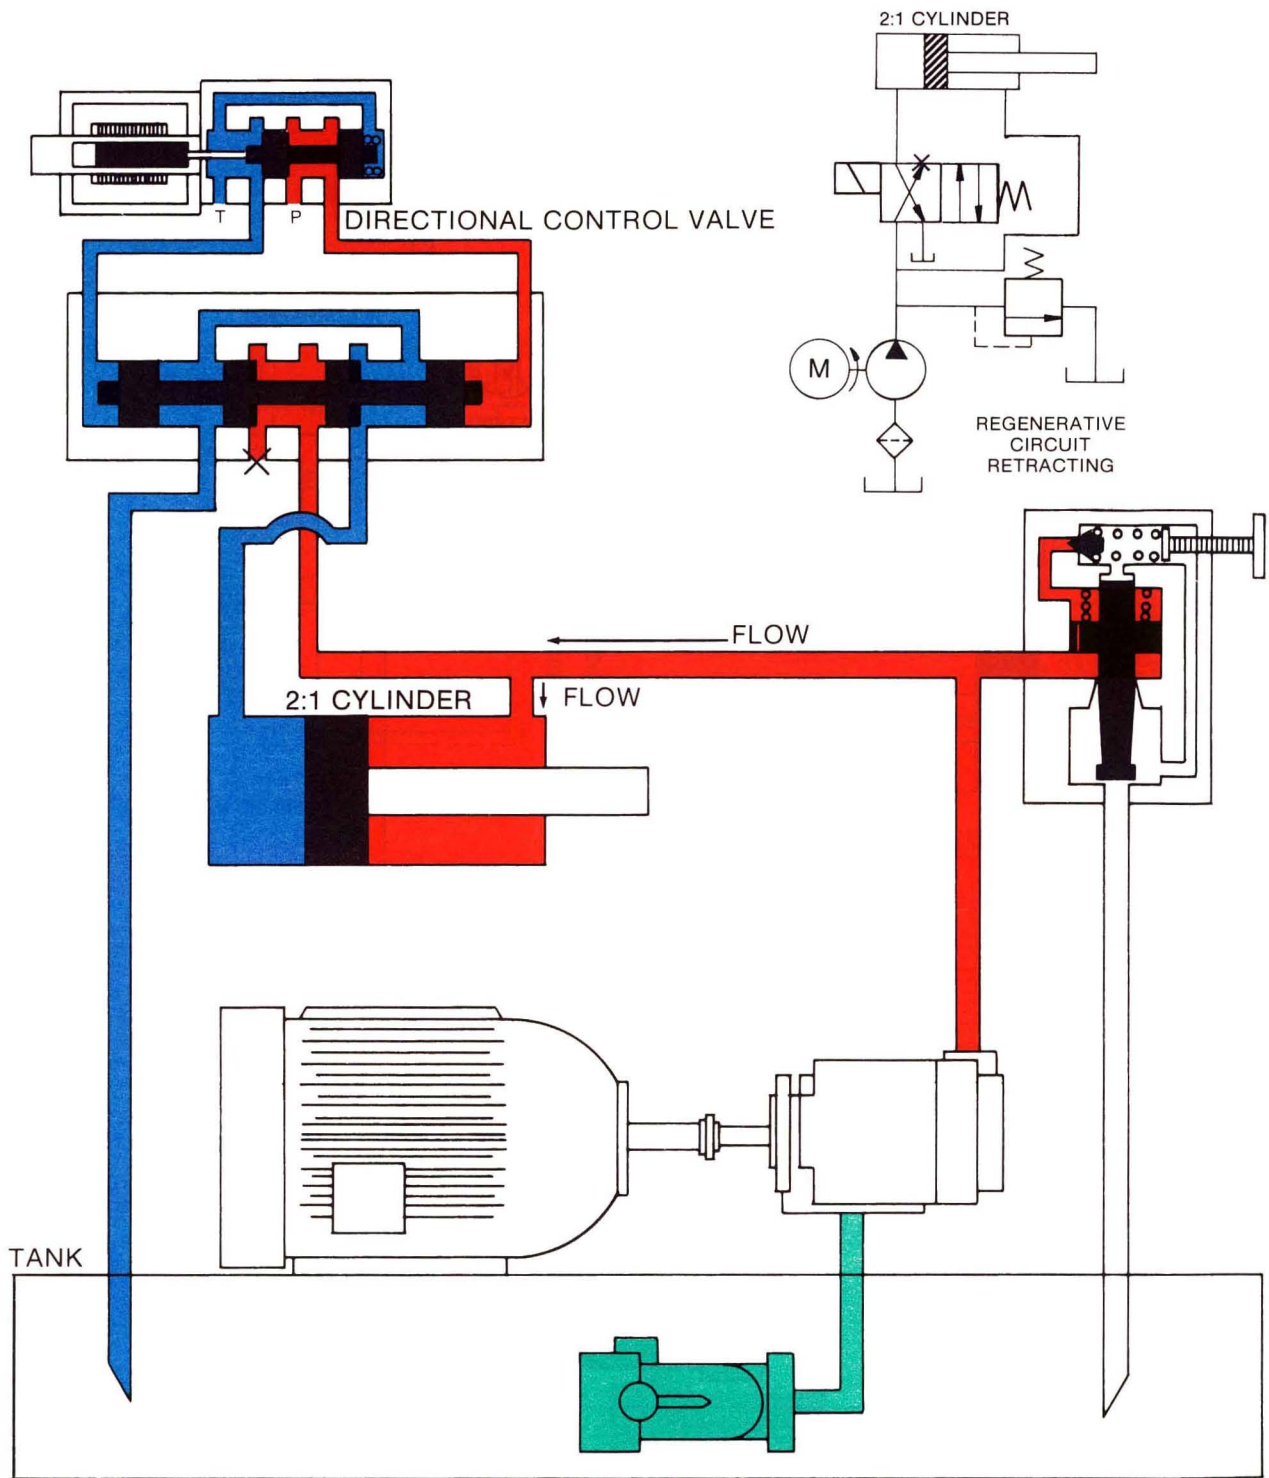 2:1 CYLINDER
T
P
DIRECTIONAL CONTROL VALVE
M
REGENERATIVE
CIRCUIT
RETRACTING
FLOW
2:1 CYLINDER
FLOW
TANK